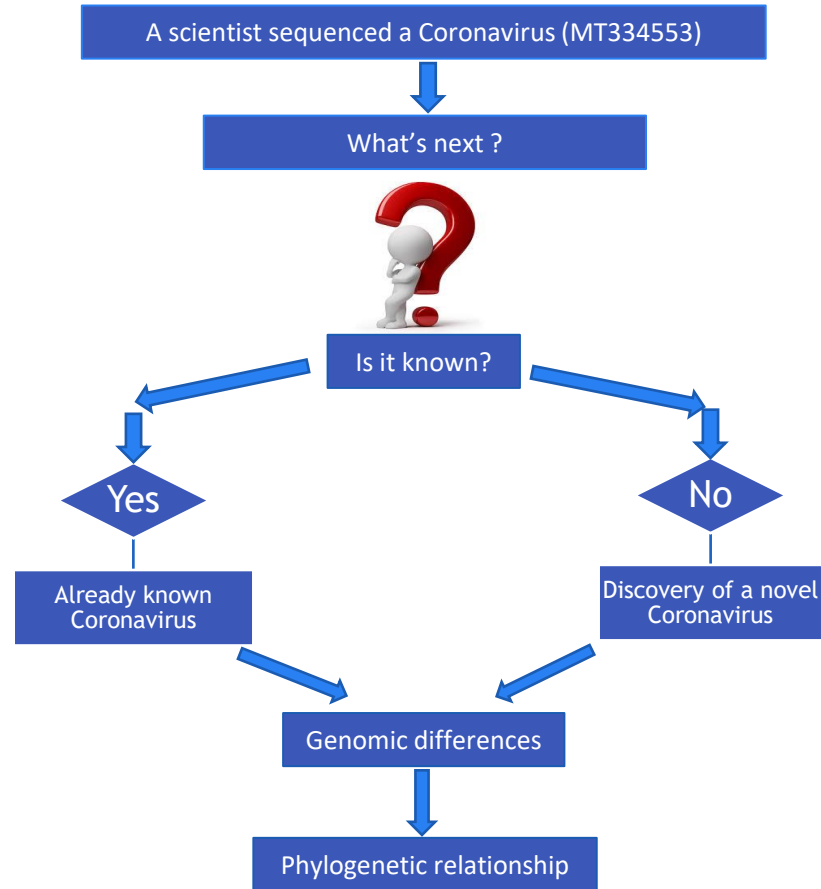 A scientist sequenced a Coronavirus (MT334553)
What’s next ?
Is it known?
Yes
No
Already known
Coronavirus
Discovery of a novel
Coronavirus
Genomic differences
Phylogenetic relationship